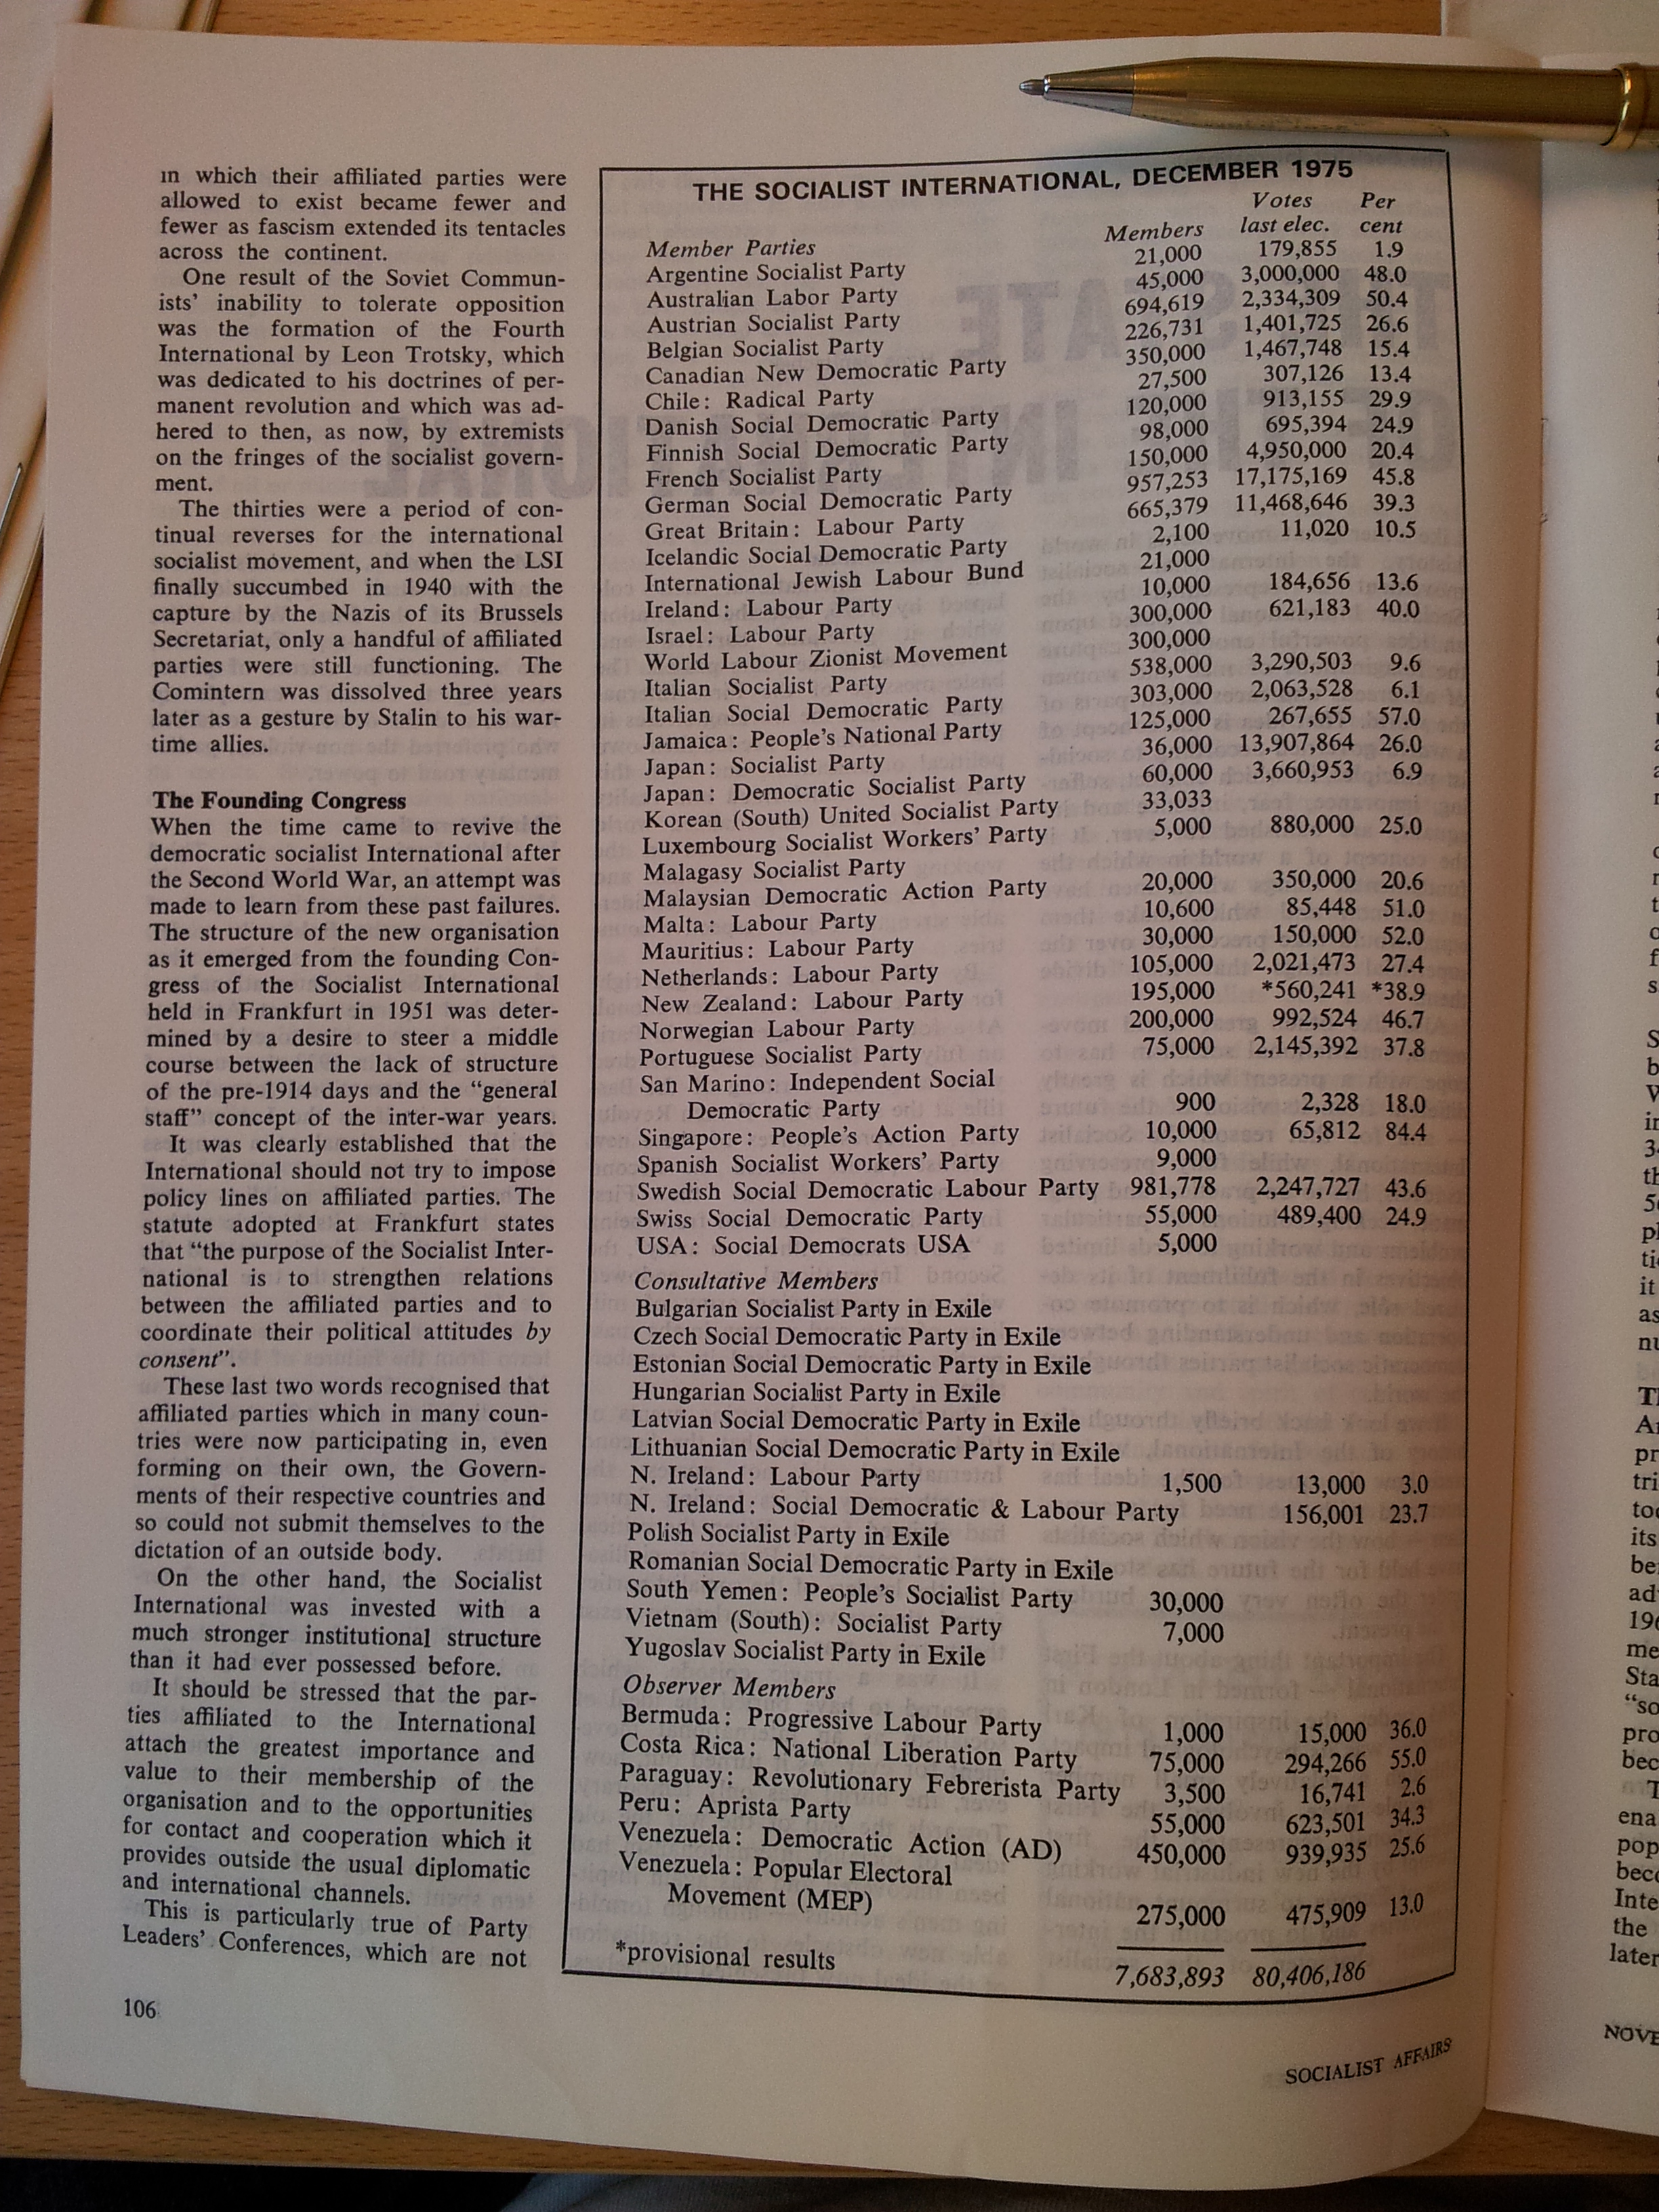 in which their affiliated parties were
allowed to exist became fewer and
fewer as fascism extended its tentacles
across the continent.
One result of the Soviet Commun-
ists' inability to tolerate opposition
was the formation of the Fourth
International by Leon Trotsky, which
was dedicated to his doctrines of per-
manent revolution and which was ad-
hered to then, as now, by extremists
on the fringes of the socialist govern-
ment.
The thirties were a period of con-
tinual reverses for the international
socialist movement, and when the LSI
finally succumbed in 1940 with the
capture by the Nazis of its Brussels
Secretariat, only a handful of affiliated
parties were still functioning. The
Comintern was dissolved three years
later as a gesture by Stalin to his war-
time allies.
The Founding Congress
When the time came to revive the
democratic socialist International after
the Second World War, an attempt was
made to learn from these past failures.
The structure of the new organisation
as it emerged from the founding Con-
gress of the Socialist International
held in Frankfurt in 1951 was deter-
mined by a desire to steer a middle
course between the lack of structure
of the pre-1914 days and the "general
staff" concept of the inter-war years.
It was clearly established that the
International should not try to impose
policy lines on affiliated parties. The
statute adopted at Frankfurt states
that "the purpose of the Socialist Inter-
national is to strengthen relations
between the affiliated parties and to
coordinate their political attitudes by
consent".
These last two words recognised that
affiliated parties which in many coun-
tries were now participating in, even
forming on their own, the Govern-
ments of their respective countries and
so could not submit themselves to the
dictation of an outside body.
On the other hand, the Socialist
International was invested with a
much stronger institutional structure
than it had ever possessed before.
It should be stressed that the par-
ties affiliated to the International
attach the greatest importance and
value to their membership of the
organisation and to the opportunities
for contact and cooperation which it
provides outside the usual diplomatic
and international channels.
This is particularly true of Party
Leaders' Conferences, which are not
106
THE SOCIALIST INTERNATIONAL, DECEMBER 1975
Votes Per
Member Parties Members last elec. cent
Argentine Socialist Party 21,000 179,855 1.9
Australian Labor Party 45,000 3,000,000 48.0
Austrian Socialist Party 694,619 2,334,309 50.4
Belgian Socialist Party 226,731 1,401,725 26.6
Canadian New Democratic Party 350,000 1,467,748 15.4
Chile: Radical Party 27,500 307,126 13.4
Danish Social Democratic Party 120,000 913,155 29.9
Finnish Social Democratic Party 98,000 695,394 24.9
French Socialist Party 150,000 4,950,000 20.4
German Social Democratic Party 957,253 17,175,169 45.8
Great Britain: Labour Party 665,379 11,468,646 39.3
Icelandic Social Democratic Party 2,100 11,020 10.5
International Jewish Labour Bund 21,000
Ireland: Labour Party 10,000 184,656 13.6
Israel: Labour Party 300,000 621,183 40.0
World Labour Zionist Movement 300,000
Italian Socialist Party 538,000 3,290,503 9.6
Italian Social Democratic Party 303,000 2,063,528 6.1
Jamaica: People's National Party 125,000 267,655 57.0
Japan: Socialist Party 36,000 13,907,864 26.0
Japan: Democratic Socialist Party 60,000 3,660,953 6.9
Korean (South) United Socialist Party 33,033
Luxembourg Socialist Workers' Party 5,000 880,000 25.0
Malagasy Socialist Party
Malaysian Democratic Action Party 20,000 350,000 20.6
Malta: Labour Party 10,600 85,448 51.0
Mauritius: Labour Party 30,000 150,000 52.0
Netherlands: Labour Party 105,000 2,021,473 27.4
New Zealand: Labour Party 195,000 *560,241 *38.9
Norwegian Labour Party 200,000 992,524 46.7
Portuguese Socialist Party 75,000 2,145,392 37.8
San Marino: Independent Social
Democratic Party 900 2,328 18.0
Singapore: People's Action Party 10,000 65,812 84.4
Spanish Socialist Workers' Party 9,000
Swedish Social Democratic Labour Party 981,778 2,247,727 43.6
Swiss Social Democratic Party 55,000 489,400 24.9
USA: Social Democrats USA 5,000
Consultative Members
Bulgarian Socialist Party in Exile
Czech Social Democratic Party in Exile
Estonian Social Democratic Party in Exile
Hungarian Socialist Party in Exile
Latvian Social Democratic Party in Exile
Lithuanian Social Democratic Party in Exile
N. Ireland: Labour Party 1,500 13,000 3.0
N. Ireland: Social Democratic & Labour Party 156,001 23.7
Polish Socialist Party in Exile
Romanian Social Democratic Party in Exile
South Yemen: People's Socialist Party 30,000
Vietnam (South): Socialist Party 7,000
Yugoslav Socialist Party in Exile
Observer Members
Bermuda: Progressive Labour Party 1,000 15,000 36.0
Costa Rica: National Liberation Party 75,000 294,266 55.0
Paraguay: Revolutionary Febrerista Party 3,500 16,741 2.6
Peru: Aprista Party 55,000 623,501 34.3
Venezuela: Democratic Action (AD) 450,000 939,935 25.6
Venezuela: Popular Electoral
Movement (MEP) 275,000 475,909 13.0
*provisional results 7,683,893 80,406,186
SOCIALIST AFFAIRS